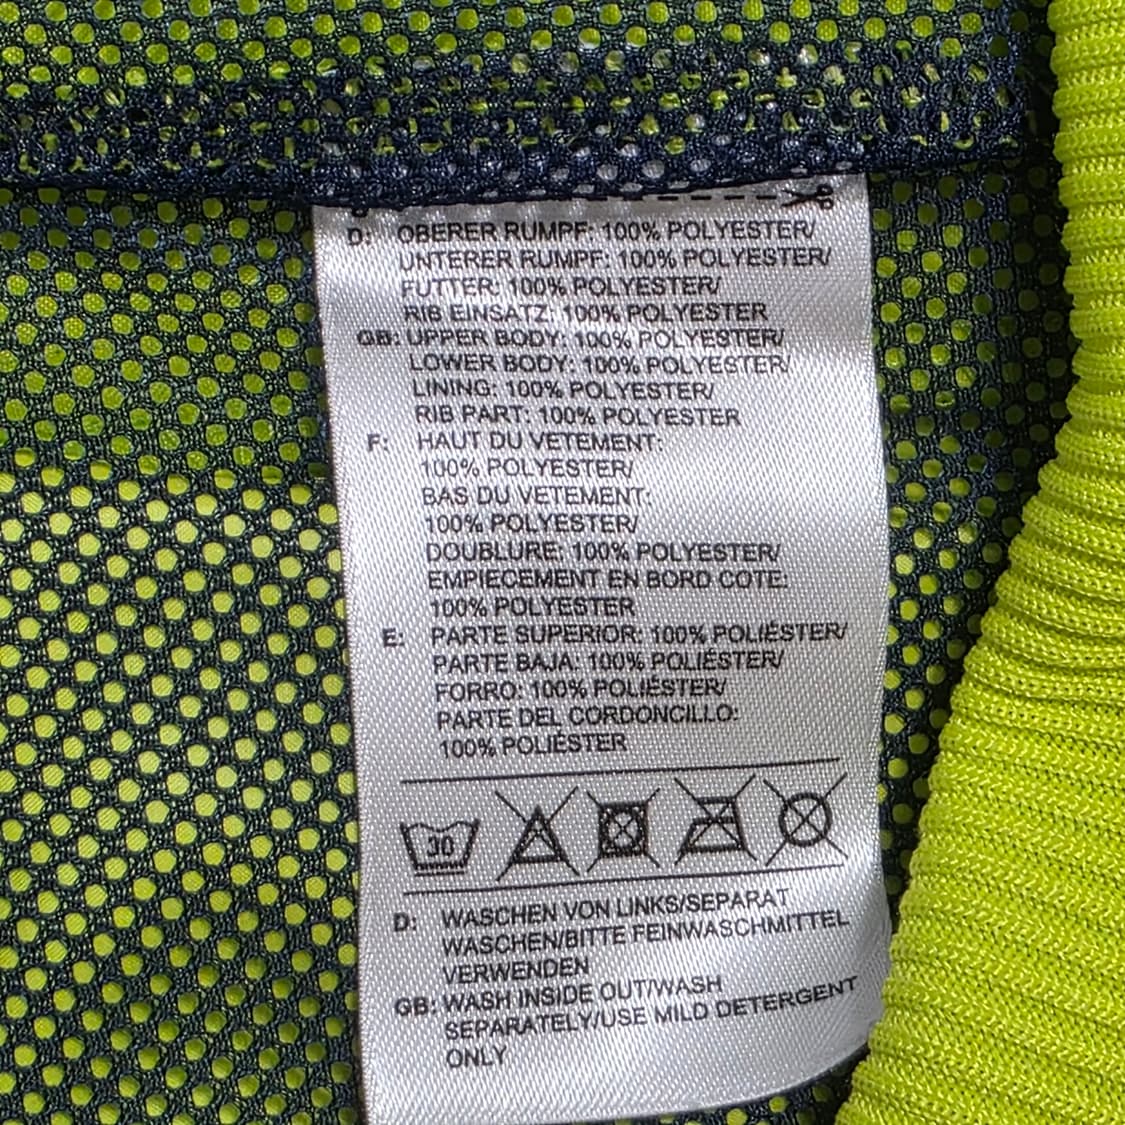 D: OBERER RUMPF: 100% POLYESTER/
UNTERER RUMPF: 100% POLYESTER/
FUTTER: 100% POLYESTER/
RIB EINSATZ: 100% POLYESTER
GB: UPPER BODY: 100% POLYESTER/
LOWER BODY: 100% POLYESTER/
LINING: 100% POLYESTER/
RIB PART: 100% POLYESTER
F: HAUT DU VETEMENT:
100% POLYESTER/
BAS DU VETEMENT:
100% POLYESTER/
DOUBLURE: 100% POLYESTER/
EMPIECEMENT EN BORD COTE:
100% POLYESTER
E: PARTE SUPERIOR: 100% POLIÉSTER/
PARTE BAJA: 100% POLIÉSTER/
FORRO: 100% POLIÉSTER/
PARTE DEL CORDONCILLO:
100% POLIÉSTER
30
D: WASCHEN VON LINKS/SEPARAT
WASCHEN/BITTE FEINWASCHMITTEL
VERWENDEN
GB: WASH INSIDE OUT/WASH
SEPARATELY/USE MILD DETERGENT
ONLY